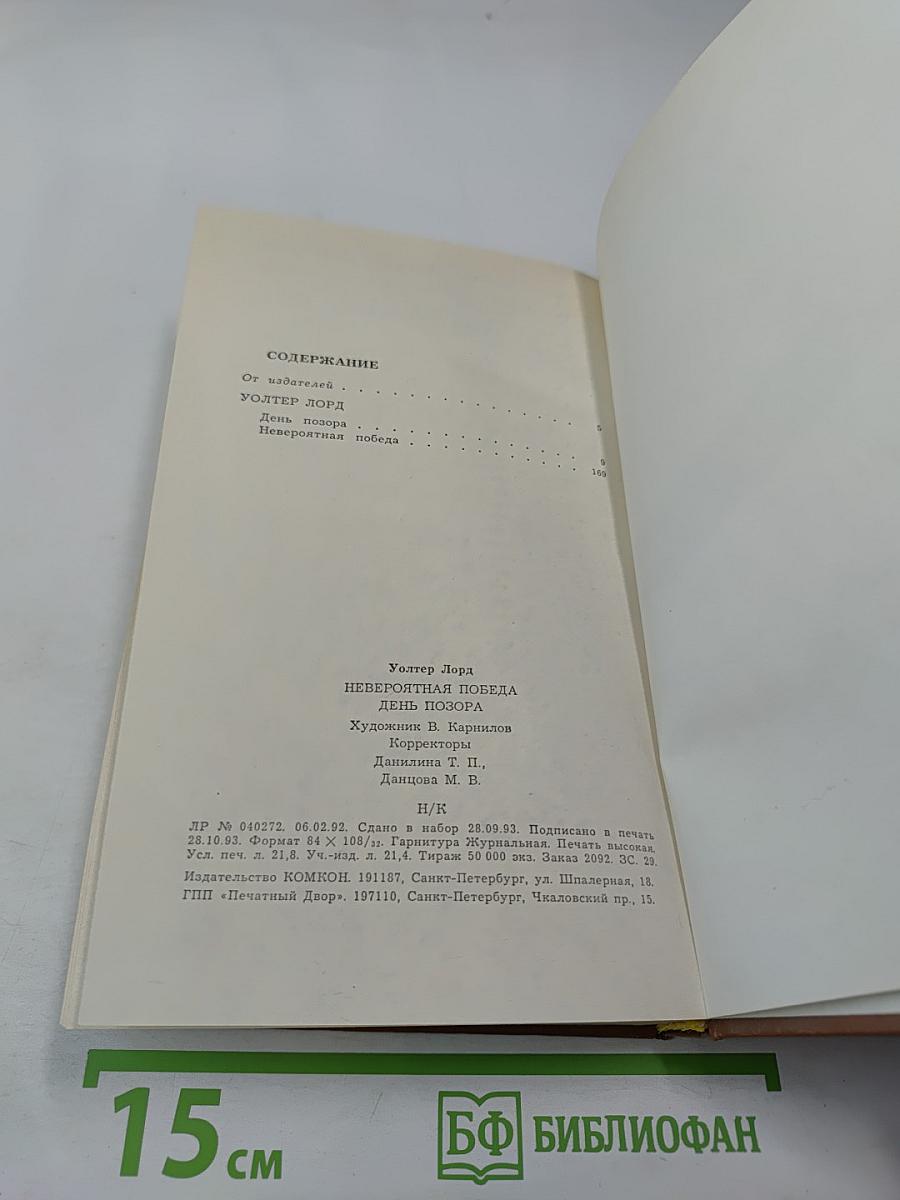 СОДЕРЖАНИЕ
От издателей . . . . . . . . . . . . . . 5
УОЛТЕР ЛОРД
День позора . . . . . . . . . . . . . 9
Невероятная победа . . . . . . . . . . . 169
Уолтер Лорд
НЕВЕРОЯТНАЯ ПОБЕДА
ДЕНЬ ПОЗОРА
Художник В. Карнилов
Корректоры
Данилина Т. П.,
Данцова М. В.
Н/К
ЛР № 040272. 06.02.92. Сдано в набор 28.09.93. Подписано в печать
28.10.93. Формат 84 × 108/32. Гарнитура Журнальная. Печать высокая.
Усл. печ. л. 21,8. Уч.-изд. л. 21,4. Тираж 50 000 экз. Заказ 2092. ЗС. 29.
Издательство КОМКОН. 191187, Санкт-Петербург, ул. Шпалерная, 18.
ГПП «Печатный Двор». 197110, Санкт-Петербург, Чкаловский пр., 15.
15 см
БФ БИБЛИОФАН